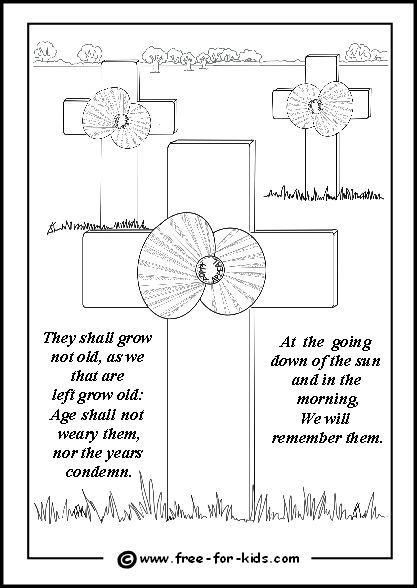 They shall grow
not old, as we
that are
left grow old:
Age shall not
weary them,
nor the years
condemn.
At the going
down of the sun
and in the
morning,
We will
remember them.
© www.free-for-kids.com